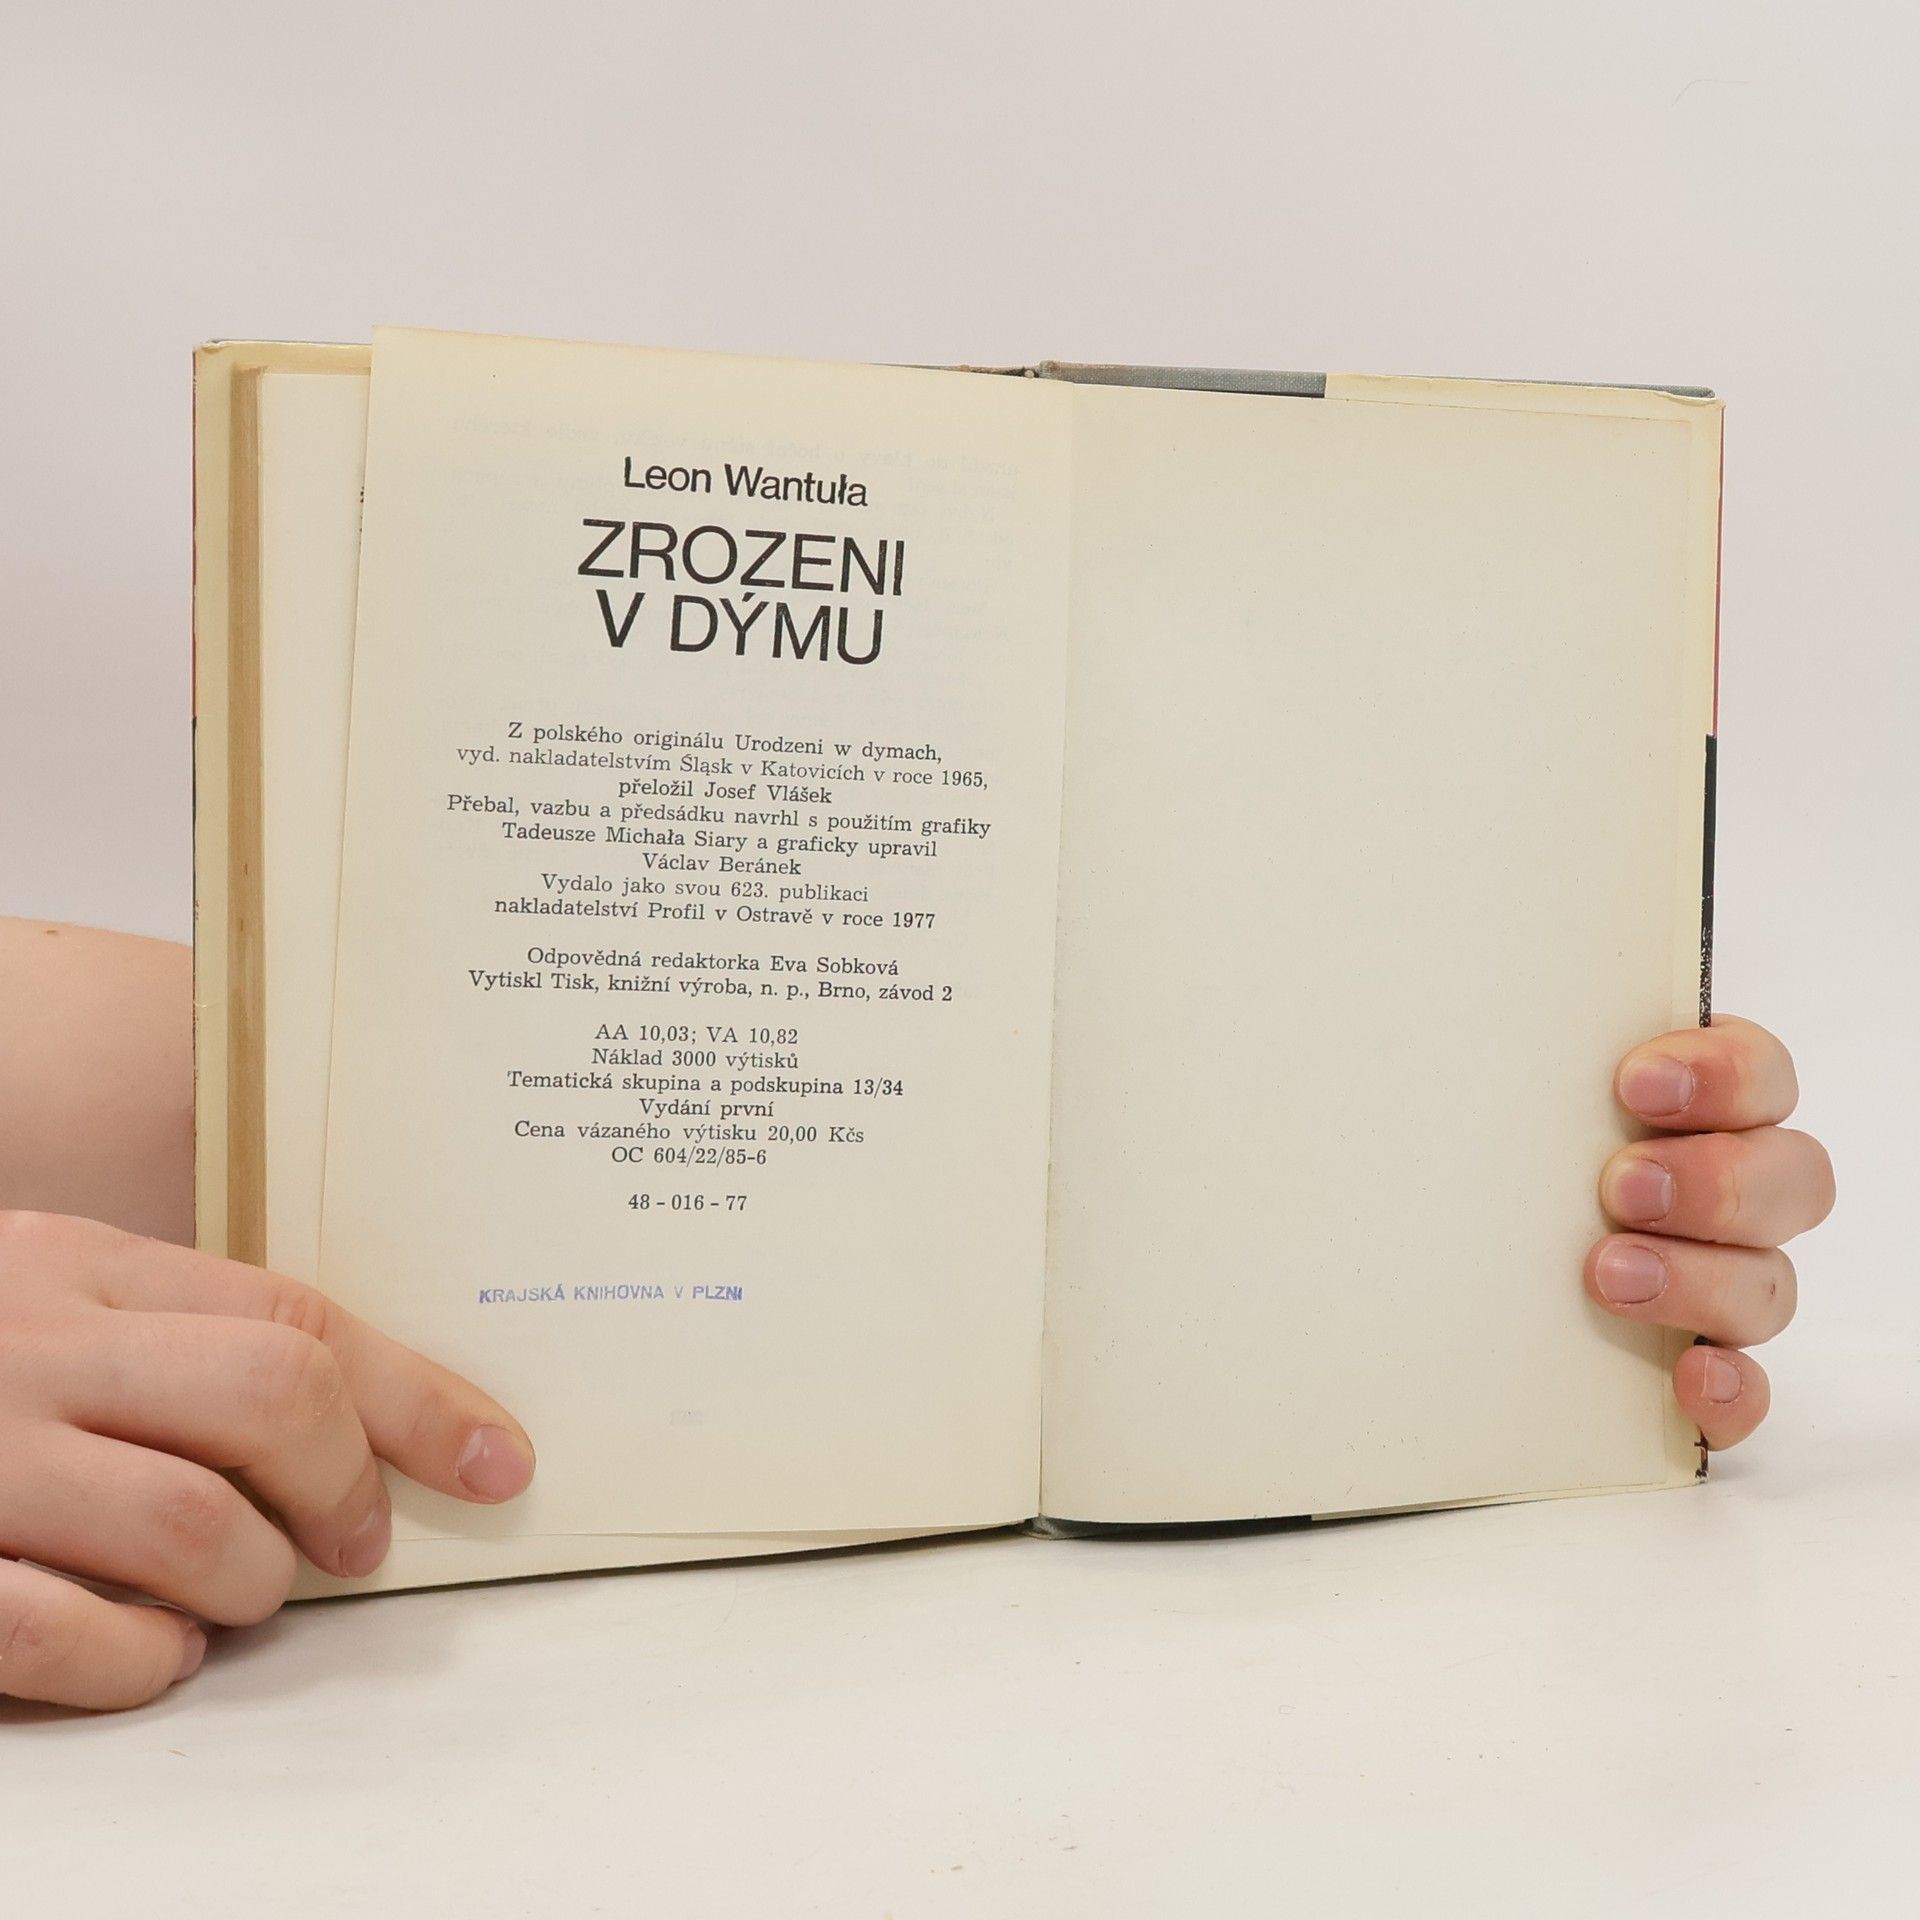 Leon Wantuła
ZROZENI
V DÝMU
Z polského originálu Urodzeni w dymach,
vyd. nakladatelstvím Śląsk v Katovicích v roce 1965,
přeložil Josef Vlášek
Přebal, vazbu a předsádku navrhl s použitím grafiky
Tadeusze Michała Siary a graficky upravil
Václav Beránek
Vydalo jako svou 623. publikaci
nakladatelství Profil v Ostravě v roce 1977
Odpovědná redaktorka Eva Sobková
Vytiskl Tisk, knižní výroba, n. p., Brno, závod 2
AA 10,03; VA 10,82
Náklad 3000 výtisků
Tematická skupina a podskupina 13/34
Vydání první
Cena vázaného výtisku 20,00 Kčs
OC 604/22/85-6
48 - 016 - 77
KRAJSKÁ KNIHOVNA V PLZNI